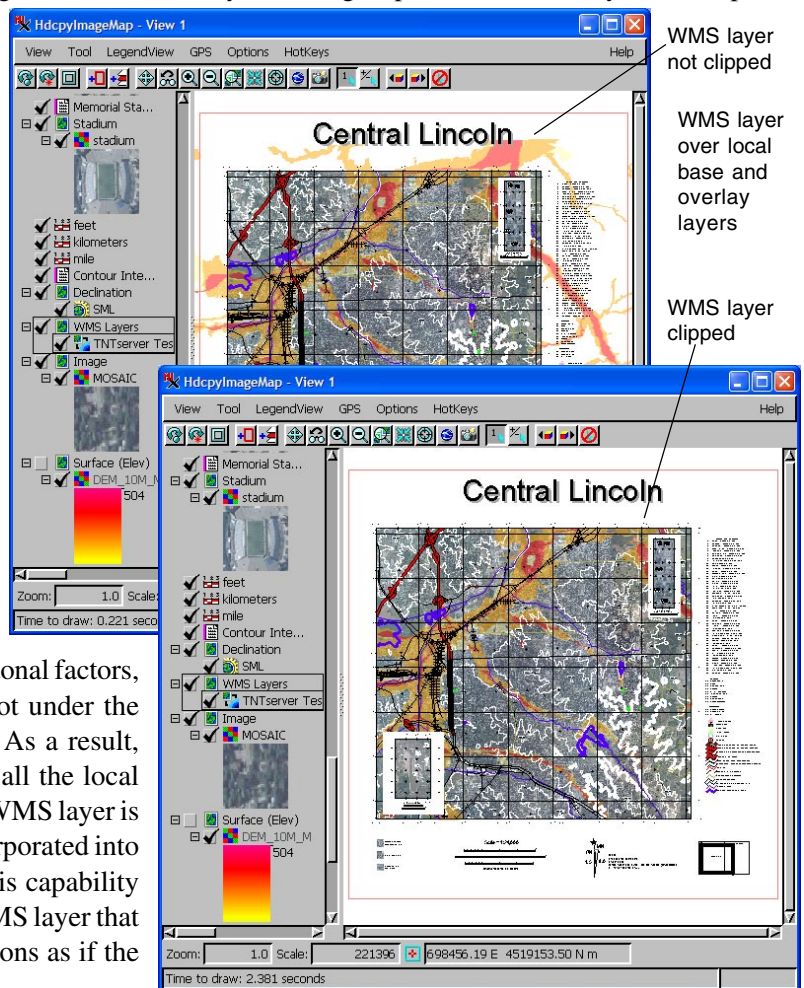 HdcpyImageMap - View 1
View Tool LegendView GPS Options HotKeys Help
Memorial Sta...
Stadium
stadium
feet
kilometers
mile
Contour Inte...
Declination
SML
WMS Layers
TNTserver Tes
Image
MOSAIC
Surface (Elev)
DEM_10M_M
504
Zoom: 1.0 Scale:
Time to draw: 0.221 seco
Central Lincoln
WMS layer
not clipped
WMS layer
over local
base and
overlay
layers
WMS layer
clipped
HdcpyImageMap - View 1
View Tool LegendView GPS Options HotKeys Help
Memorial Sta...
Stadium
stadium
feet
kilometers
mile
Contour Inte...
Declination
SML
WMS Layers
TNTserver Tes
Image
MOSAIC
Surface (Elev)
DEM_10M_M
504
Central Lincoln
Zoom: 1.0 Scale: 221396 698456.19 E 4519153.50 N m
Time to draw: 2.381 seconds
onal factors,
ot under the
As a result,
all the local
WMS layer is
rporated into
is capability
MS layer that
ons as if the